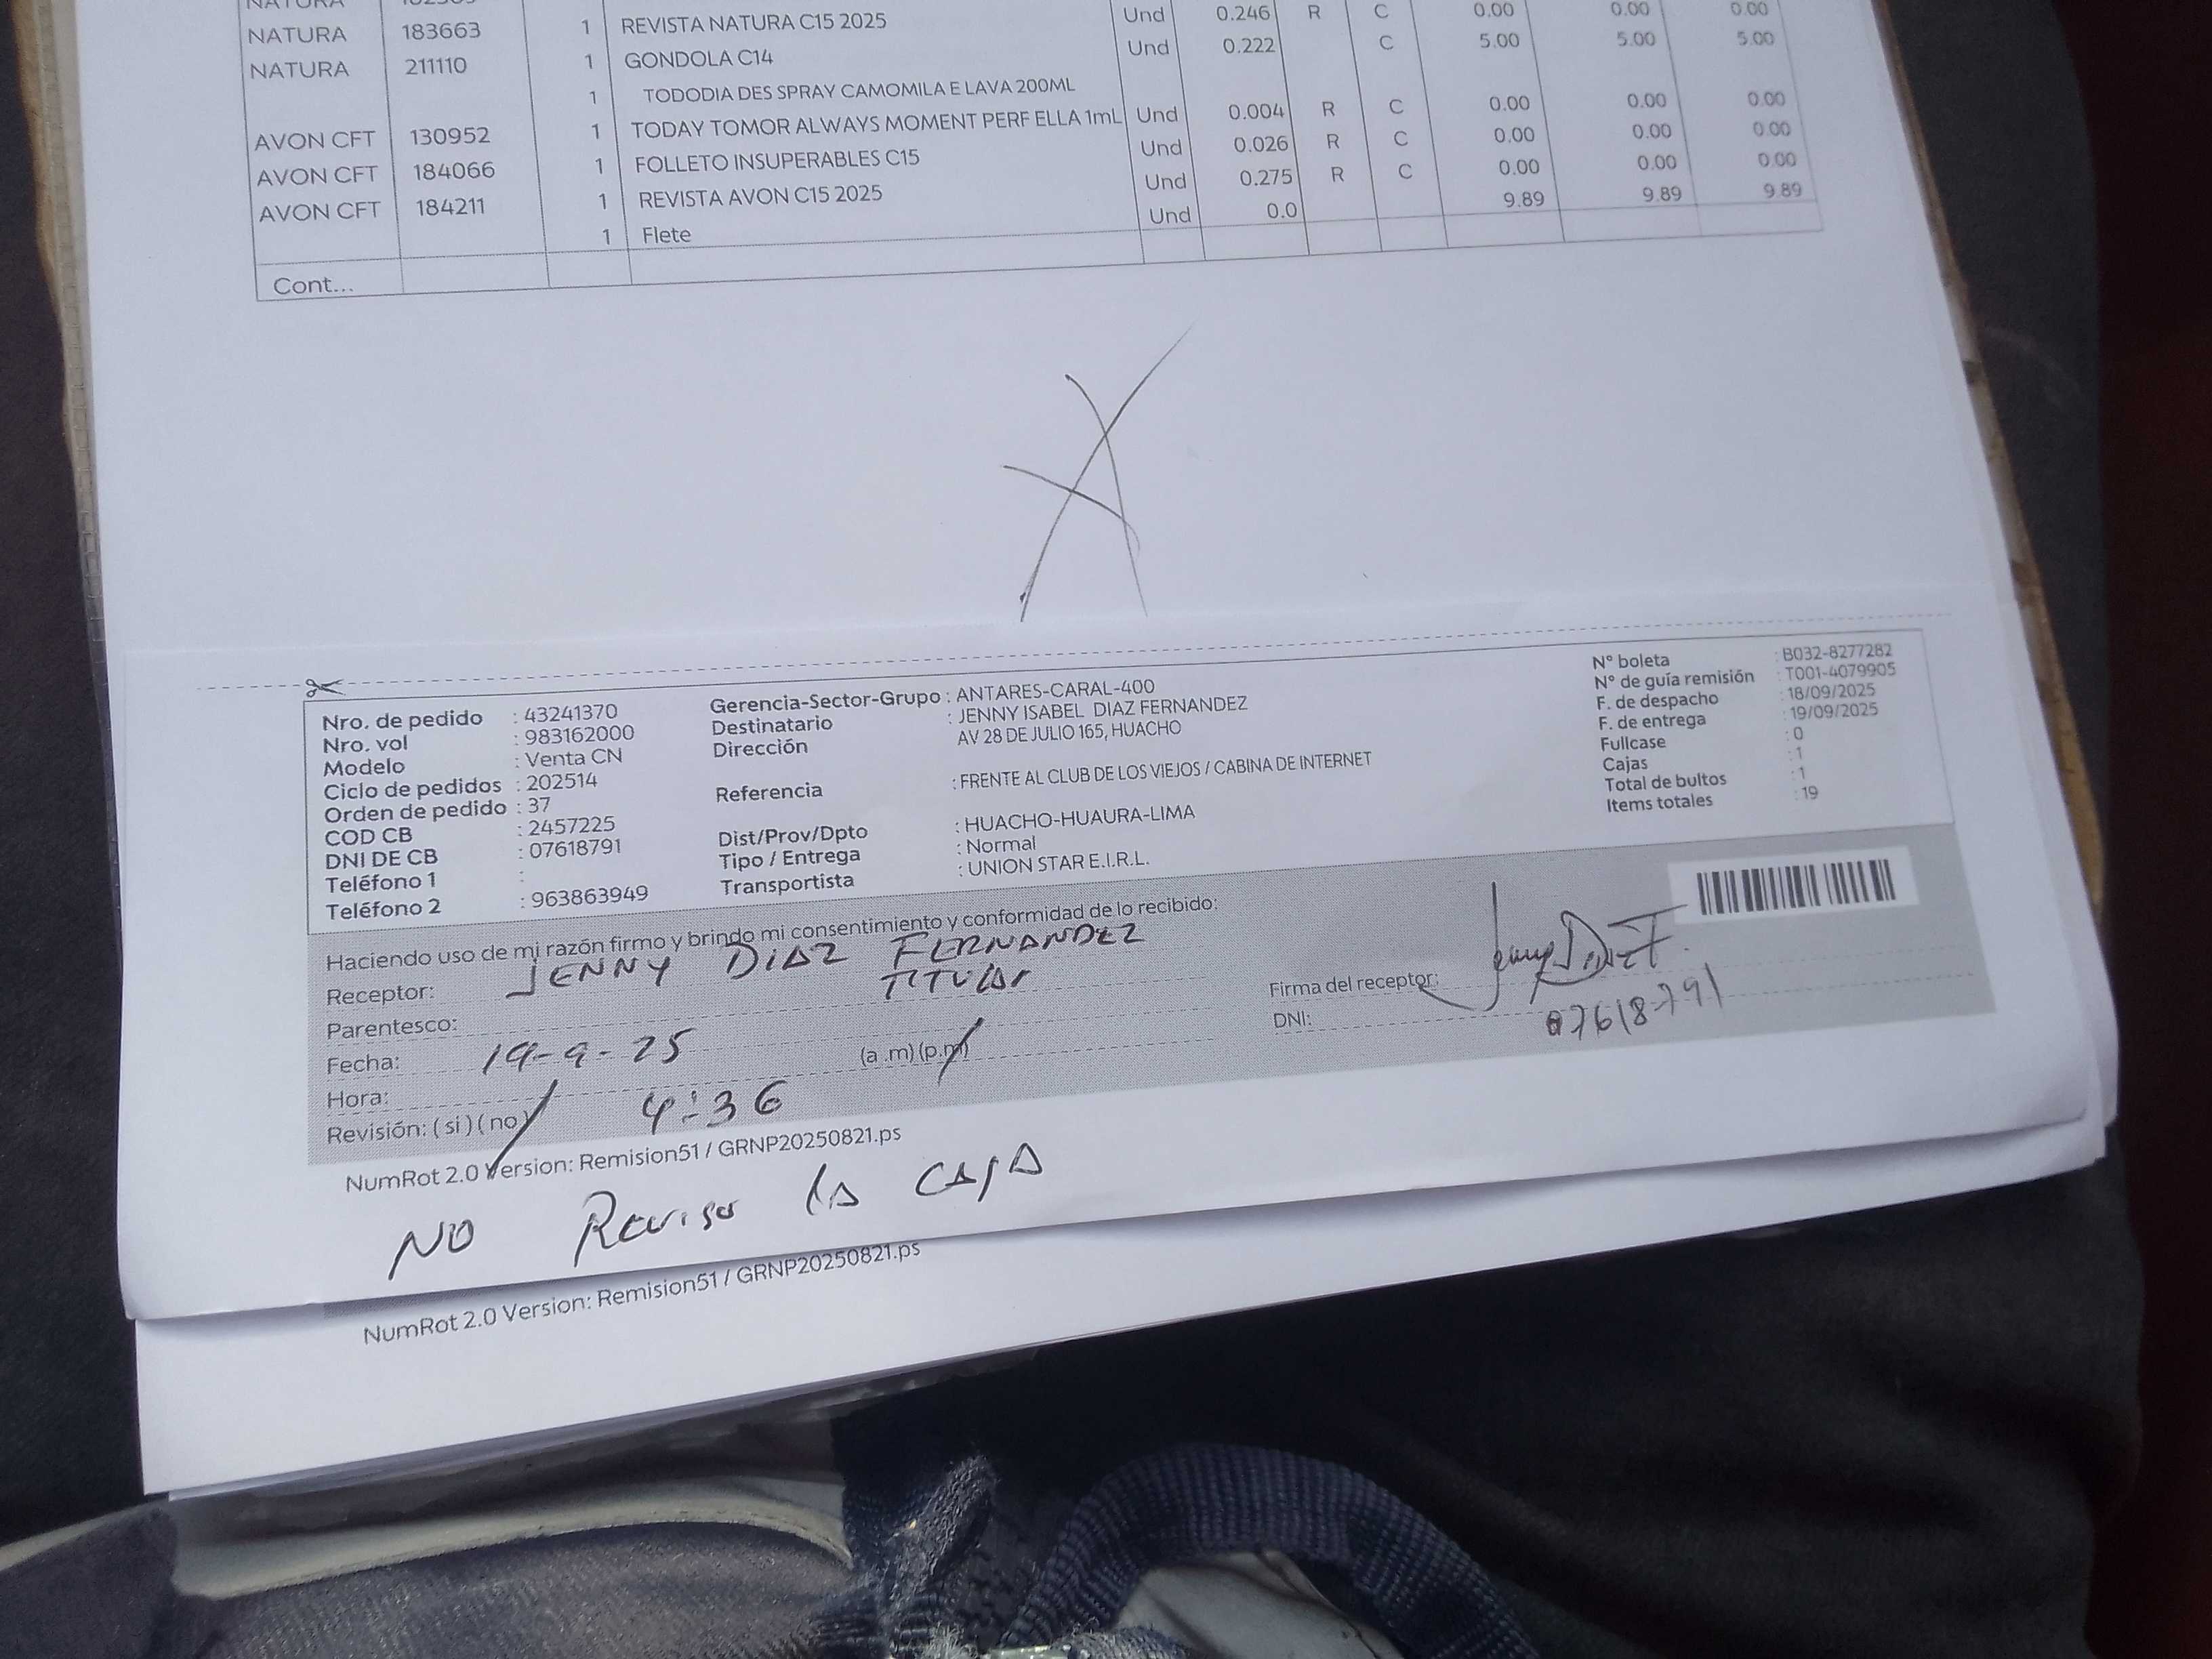 NATURA
NATURA 183663 1 REVISTA NATURA C15 2025 Und 0.246 R C 0.00 0.00 0.00
NATURA 211110 1 GONDOLA C14 Und 0.222 C 5.00 5.00 5.00
1 TODODIA DES SPRAY CAMOMILA E LAVA 200ML
AVON CFT 130952 1 TODAY TOMOR ALWAYS MOMENT PERF ELLA 1mL Und 0.004 R C 0.00 0.00 0.00
AVON CFT 184066 1 FOLLETO INSUPERABLES C15 Und 0.026 R C 0.00 0.00 0.00
AVON CFT 184211 1 REVISTA AVON C15 2025 Und 0.275 R C 0.00 0.00 0.00
1 Flete Und 0.0 9.89 9.89 9.89
Cont...
Nro. de pedido : 43241370
Nro. vol : 983162000
Modelo : Venta CN
Ciclo de pedidos : 202514
Orden de pedido : 37
COD CB : 2457225
DNI DE CB : 07618791
Teléfono 1 :
Teléfono 2 : 963863949
Gerencia-Sector-Grupo : ANTARES-CARAL-400
Destinatario : JENNY ISABEL DIAZ FERNANDEZ
Dirección AV 28 DE JULIO 165, HUACHO
Referencia : FRENTE AL CLUB DE LOS VIEJOS / CABINA DE INTERNET
Dist/Prov/Dpto : HUACHO-HUAURA-LIMA
Tipo / Entrega : Normal
Transportista : UNION STAR E.I.R.L.
N° boleta : B032-8277282
N° de guía remisión : T001-4079905
F. de despacho : 18/09/2025
F. de entrega : 19/09/2025
Fullcase : 0
Cajas : 1
Total de bultos : 1
Items totales : 19
Haciendo uso de mi razón firmo y brindo mi consentimiento y conformidad de lo recibido:
Receptor: JENNY DIAZ FERNANDEZ
Parentesco: TITULAR
Fecha: 19-9-25 (a .m) (p.m)
Hora: 4:36
Revisión: ( si ) ( no )
Firma del receptor: Jenny Diaz F.
DNI: 07618791
NumRot 2.0 Version: Remision51 / GRNP20250821.ps
NO Reviso la caja
NumRot 2.0 Version: Remision51 / GRNP20250821.ps